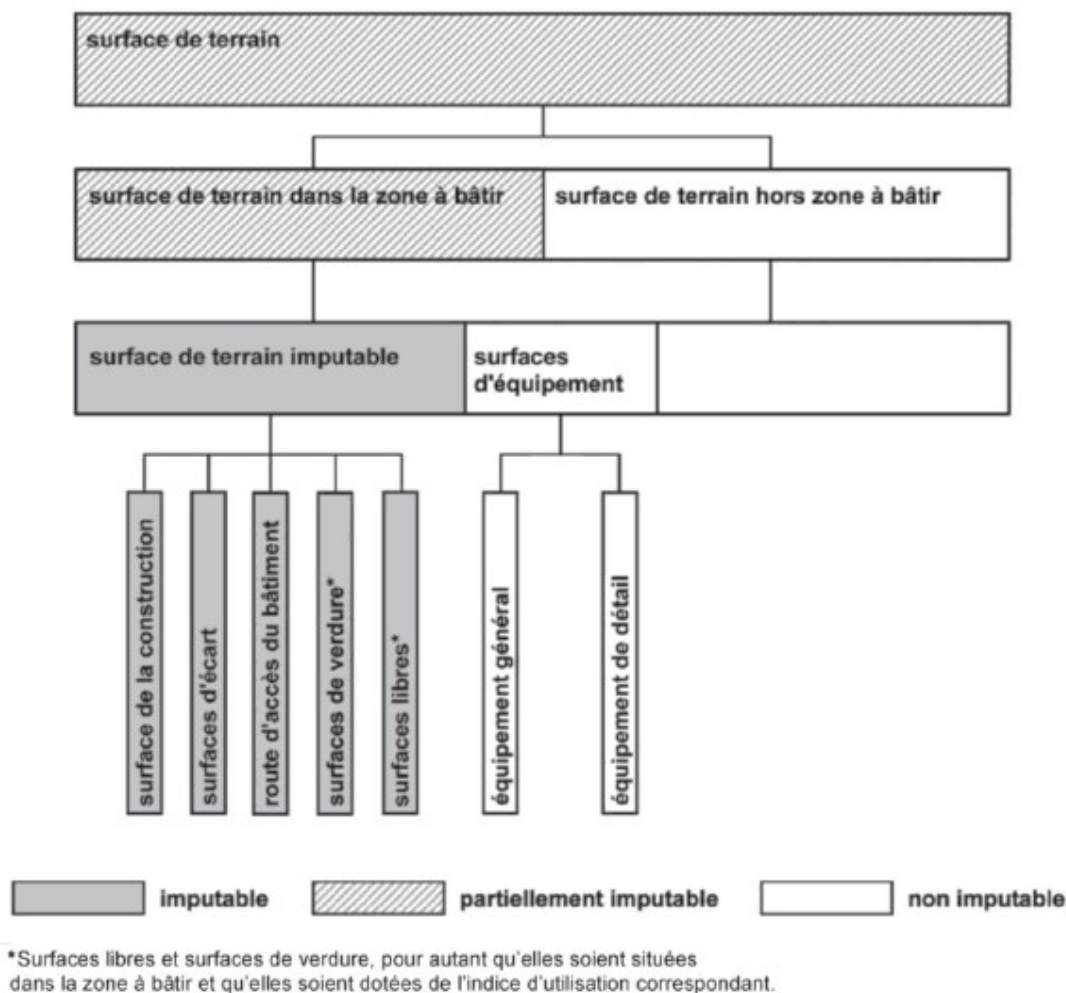 surface de terrain
surface de terrain dans la zone à bâtir
surface de terrain hors zone à bâtir
surface de terrain imputable
surfaces
d'équipement
surface de la construction
surfaces d'écart
route d'accès du bâtiment
surfaces de verdure*
surfaces libres*
équipement général
équipement de détail
imputable
partiellement imputable
non imputable
*Surfaces libres et surfaces de verdure, pour autant qu'elles soient situées
dans la zone à bâtir et qu'elles soient dotées de l'indice d'utilisation correspondant.